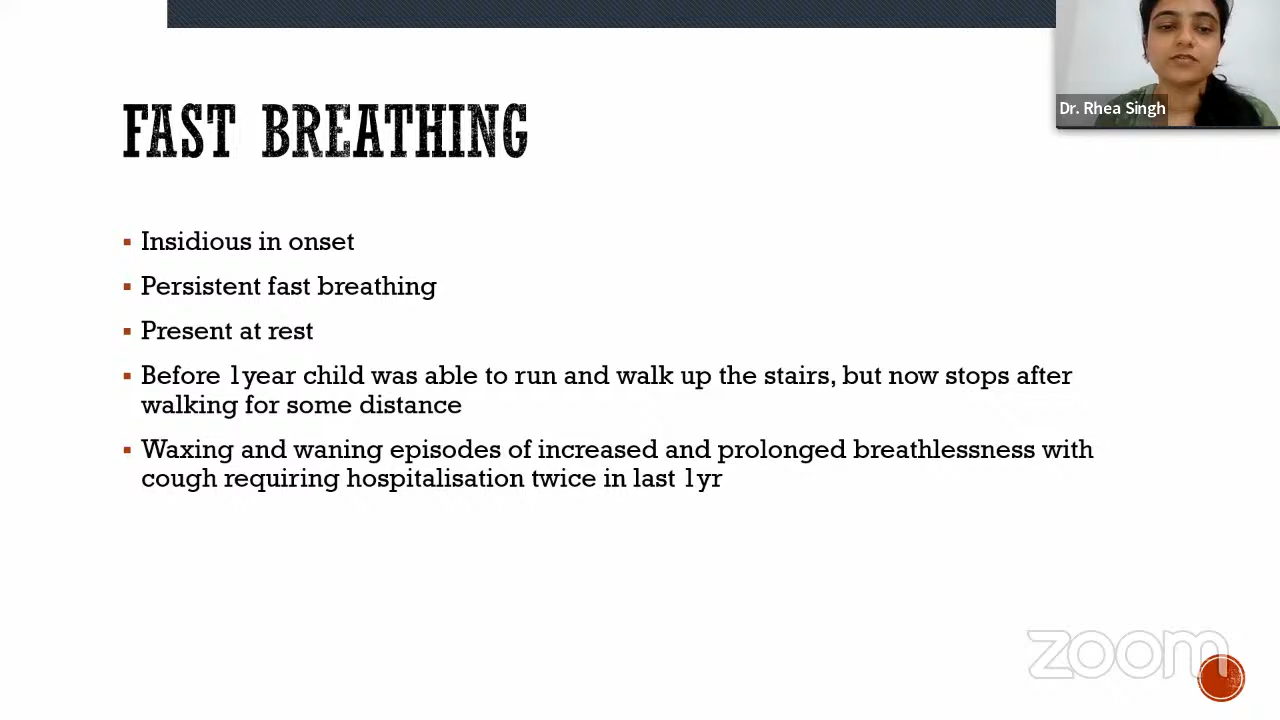 Dr. Rhea Singh
FAST BREATHING
Insidious in onset
Persistent fast breathing
Present at rest
Before 1year child was able to run and walk up the stairs, but now stops after
walking for some distance
Waxing and waning episodes of increased and prolonged breathlessness with
cough requiring hospitalisation twice in last 1yr
zoom